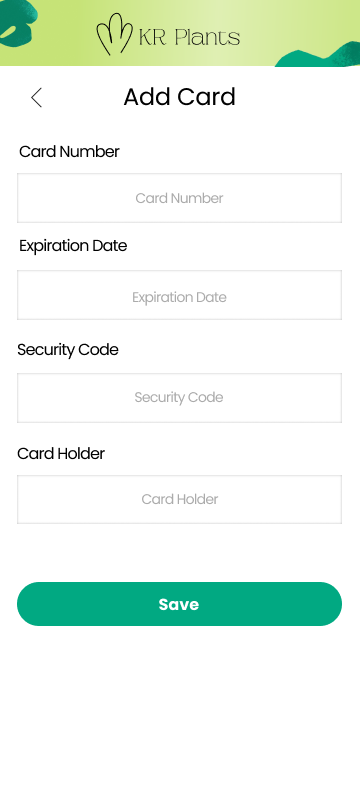 KR Plants
Add Card
Card Number
Card Number
Expiration Date
Expiration Date
Security Code
Security Code
Card Holder
Card Holder
Save